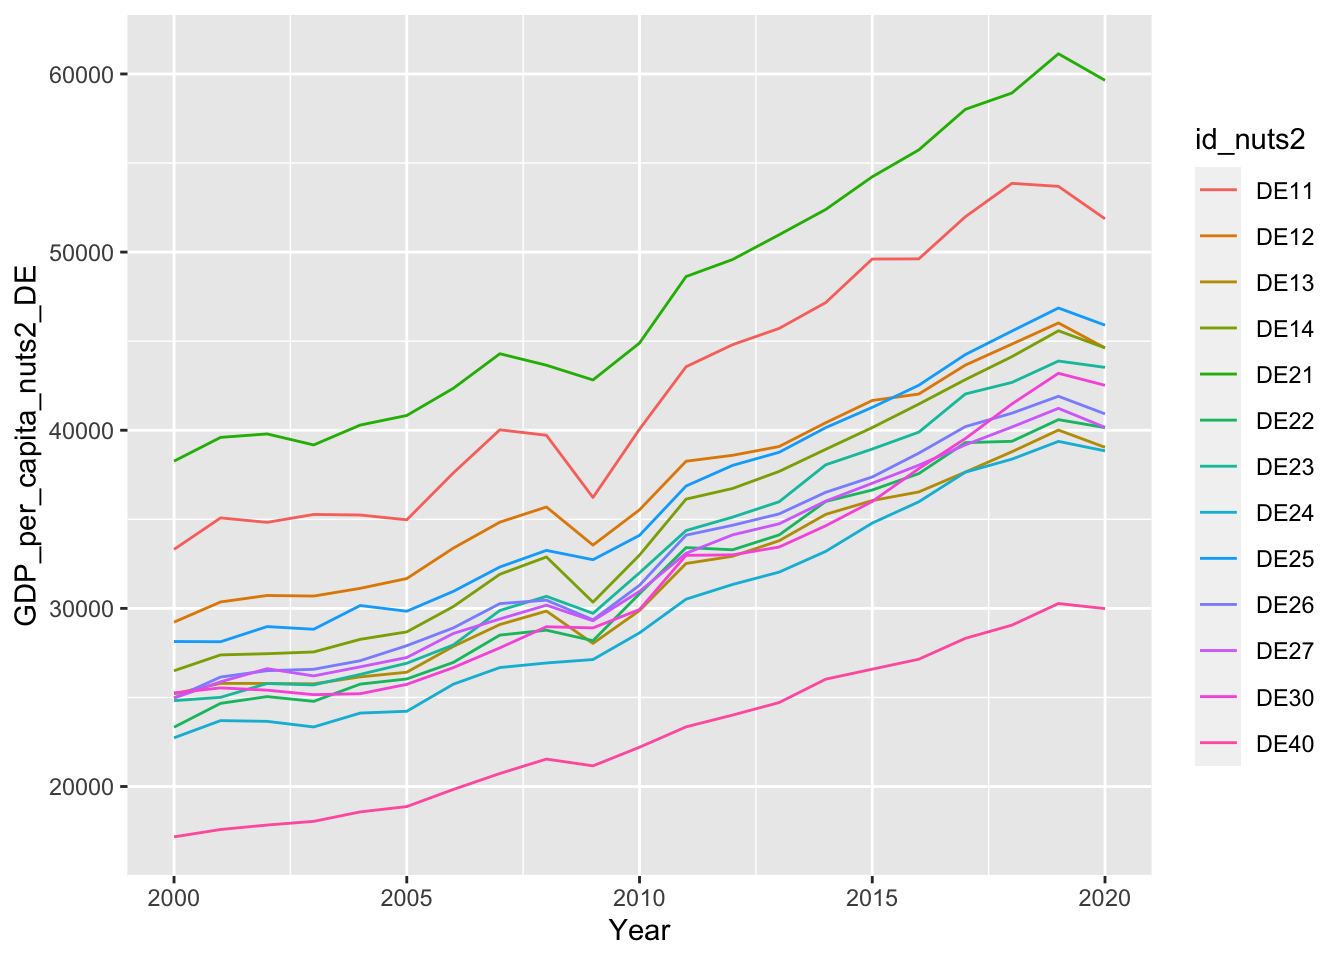 GDP_per_capita_nuts2_DE
60000
50000
40000
30000
20000
2000 2005 2010 2015 2020
Year
id_nuts2
DE11
DE12
DE13
DE14
DE21
DE22
DE23
DE24
DE25
DE26
DE27
DE30
DE40